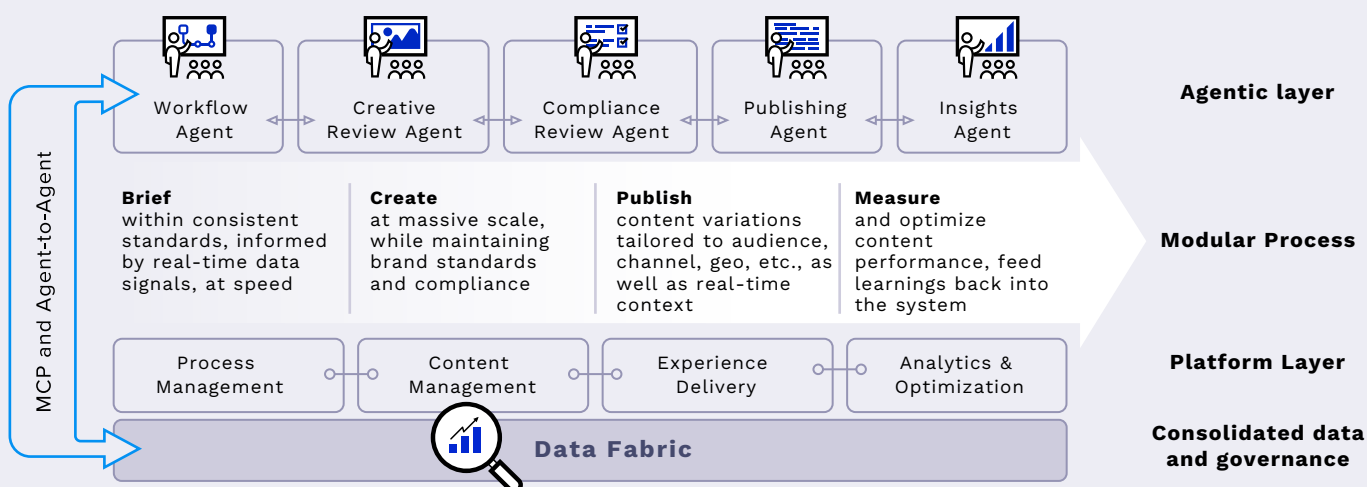 Workflow
Agent
Creative
Review Agent
Compliance
Review Agent
Publishing
Agent
Insights
Agent
Agentic layer
MCP and Agent-to-Agent
Brief
within consistent
standards, informed
by real-time data
signals, at speed
Create
at massive scale,
while maintaining
brand standards
and compliance
Publish
content variations
tailored to audience,
channel, geo, etc., as
well as real-time
context
Measure
and optimize
content
performance, feed
learnings back into
the system
Modular Process
Process
Management
Content
Management
Experience
Delivery
Analytics &
Optimization
Platform Layer
Data Fabric
Consolidated data
and governance